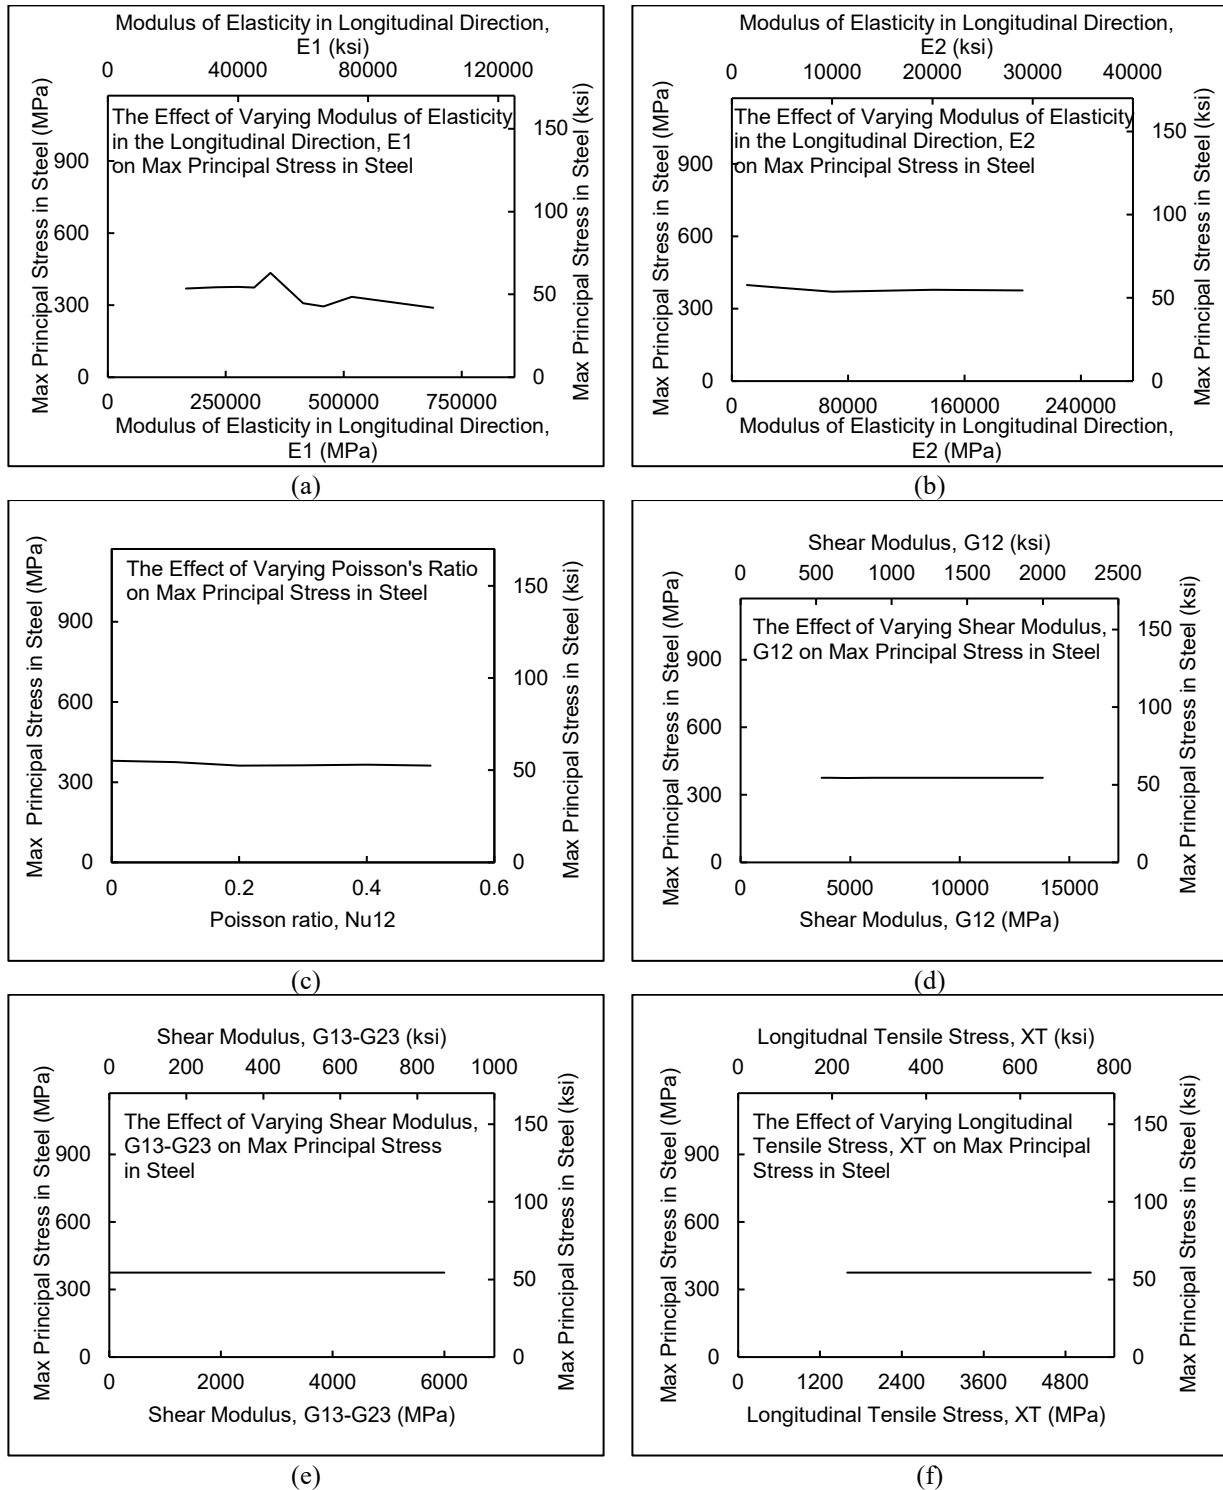 Modulus of Elasticity in Longitudinal Direction,
E1 (ksi)
0 40000 80000 120000
Max Principal Stress in Steel (MPa)
The Effect of Varying Modulus of Elasticity
in the Longitudinal Direction, E1
on Max Principal Stress in Steel
900
600
300
0
150
100
50
0
Max Principal Stress in Steel (ksi)
0 250000 500000 750000
Modulus of Elasticity in Longitudinal Direction,
E1 (MPa)
(a)
Modulus of Elasticity in Longitudinal Direction,
E2 (ksi)
0 10000 20000 30000 40000
Max Principal Stress in Steel (MPa)
The Effect of Varying Modulus of Elasticity
in the Longitudinal Direction, E2
on Max Principal Stress in Steel
900
600
300
0
150
100
50
0
Max Principal Stress in Steel (ksi)
0 80000 160000 240000
Modulus of Elasticity in Longitudinal Direction,
E2 (MPa)
(b)
Max Principal Stress in Steel (MPa)
The Effect of Varying Poisson's Ratio
on Max Principal Stress in Steel
900
600
300
0
150
100
50
0
Max Principal Stress in Steel (ksi)
0 0.2 0.4 0.6
Poisson ratio, Nu12
(c)
Shear Modulus, G12 (ksi)
0 500 1000 1500 2000 2500
Max Principal Stress in Steel (MPa)
The Effect of Varying Shear Modulus,
G12 on Max Principal Stress in Steel
900
600
300
0
150
100
50
0
Max Principal Stress in Steel (ksi)
0 5000 10000 15000
Shear Modulus, G12 (MPa)
(d)
Shear Modulus, G13-G23 (ksi)
0 200 400 600 800 1000
Max Principal Stress in Steel (MPa)
The Effect of Varying Shear Modulus,
G13-G23 on Max Principal Stress
in Steel
900
600
300
0
150
100
50
0
Max Principal Stress in Steel (ksi)
0 2000 4000 6000
Shear Modulus, G13-G23 (MPa)
(e)
Longitudnal Tensile Stress, XT (ksi)
0 200 400 600 800
Max Principal Stress in Steel (MPa)
The Effect of Varying Longitudinal
Tensile Stress, XT on Max Principal
Stress in Steel
900
600
300
0
150
100
50
0
Max Principal Stress in Steel (ksi)
0 1200 2400 3600 4800
Longitudinal Tensile Stress, XT (MPa)
(f)